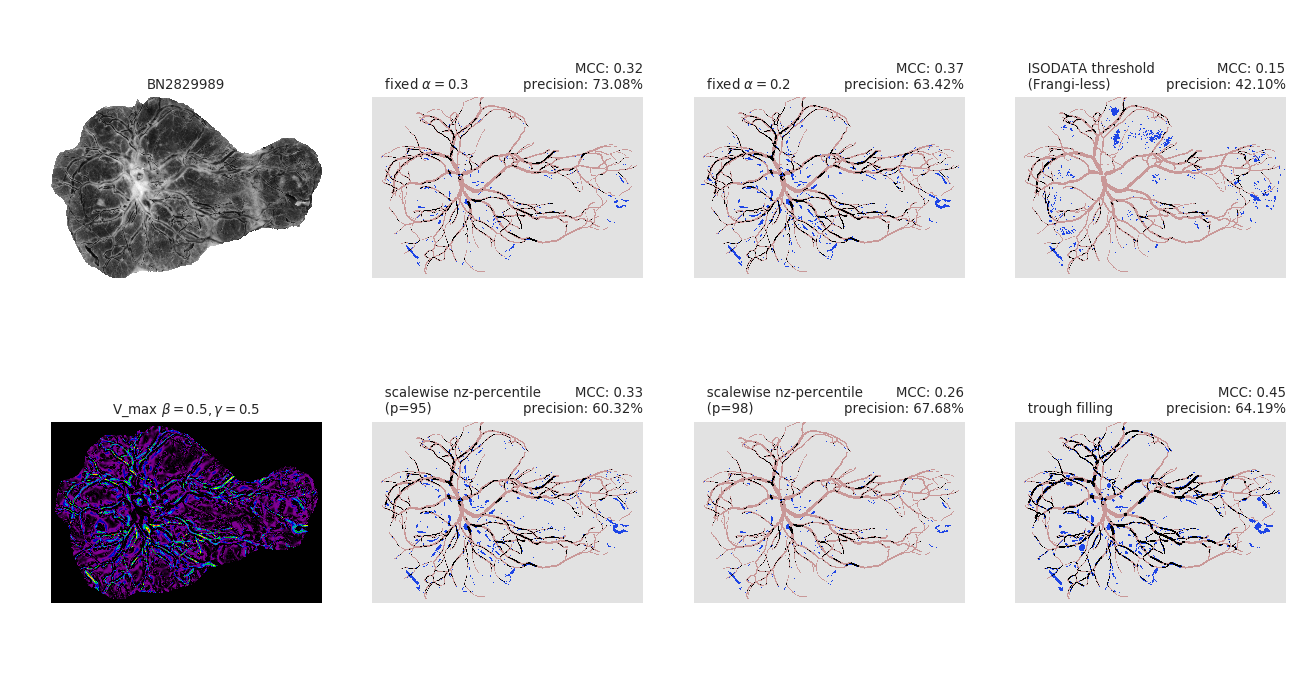 BN2829989
fixed α = 0.3
MCC: 0.32
precision: 73.08%
fixed α = 0.2
MCC: 0.37
precision: 63.42%
ISODATA threshold
(Frangi-less)
MCC: 0.15
precision: 42.10%
V_max β = 0.5, γ = 0.5
scalewise nz-percentile
(p=95)
MCC: 0.33
precision: 60.32%
scalewise nz-percentile
(p=98)
MCC: 0.26
precision: 67.68%
trough filling
MCC: 0.45
precision: 64.19%